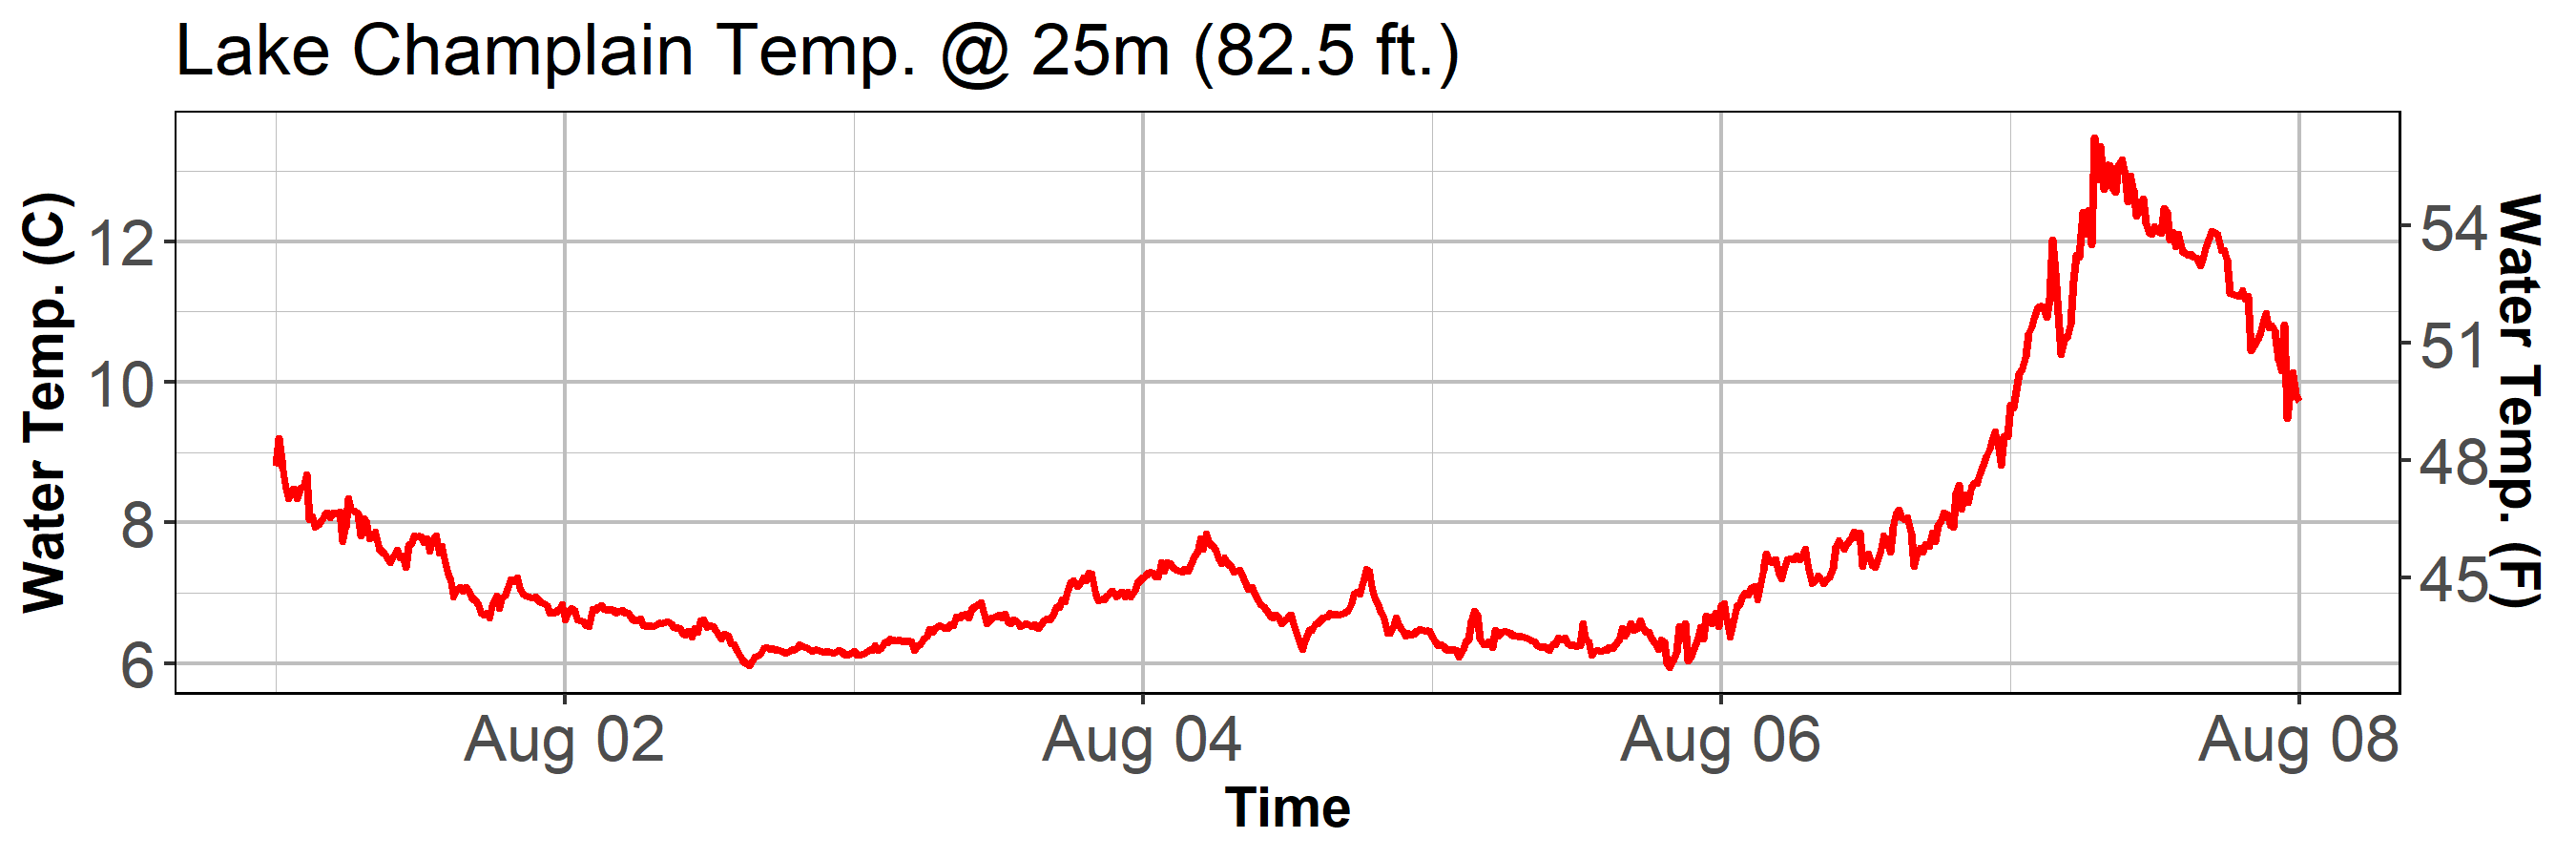 Lake Champlain Temp. @ 25m (82.5 ft.)
Water Temp. (C)
12
10
8
6
54
51
48
45
Water Temp. (F)
Aug 02
Aug 04
Aug 06
Aug 08
Time